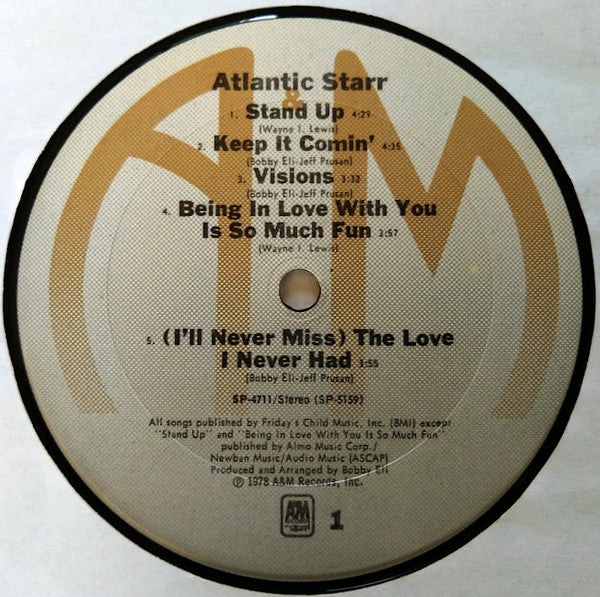 Atlantic Starr
1. Stand Up 4:29
(Wayne I. Lewis)
2. Keep It Comin' 4:35
(Bobby Eli-Jeff Prusan)
3. Visions 3:32
(Bobby Eli-Jeff Prusan)
4. Being In Love With You
Is So Much Fun 3:57
(Wayne I. Lewis)
5. (I'll Never Miss) The Love
I Never Had 3:55
(Bobby Eli-Jeff Prusan)
SP-4711/Stereo (SP-5159)
All songs published by Friday's Child Music, Inc. (BMI) except
"Stand Up" and "Being In Love With You Is So Much Fun"
published by Almo Music Corp./
Newban Music/Audio Music (ASCAP)
Produced and Arranged by Bobby Eli
℗ 1978 A&M Records, Inc.
A&M
RECORDS
1